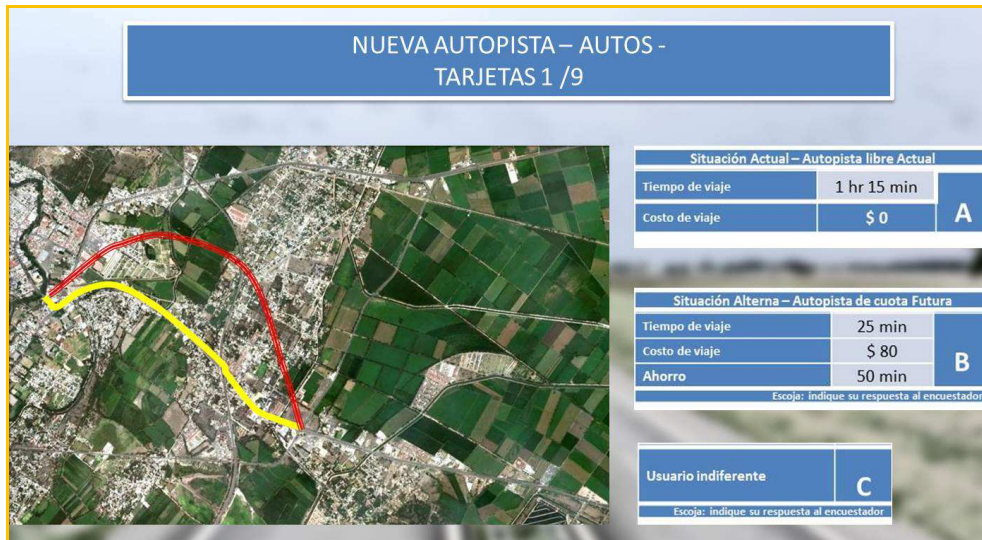 NUEVA AUTOPISTA – AUTOS -
TARJETAS 1 /9
Situación Actual – Autopista libre Actual
Tiempo de viaje 1 hr 15 min
Costo de viaje $ 0
A
Situación Alterna – Autopista de cuota Futura
Tiempo de viaje 25 min
Costo de viaje $ 80
Ahorro 50 min
B
Escoja: indique su respuesta al encuestador
Usuario indiferente
C
Escoja: indique su respuesta al encuestador